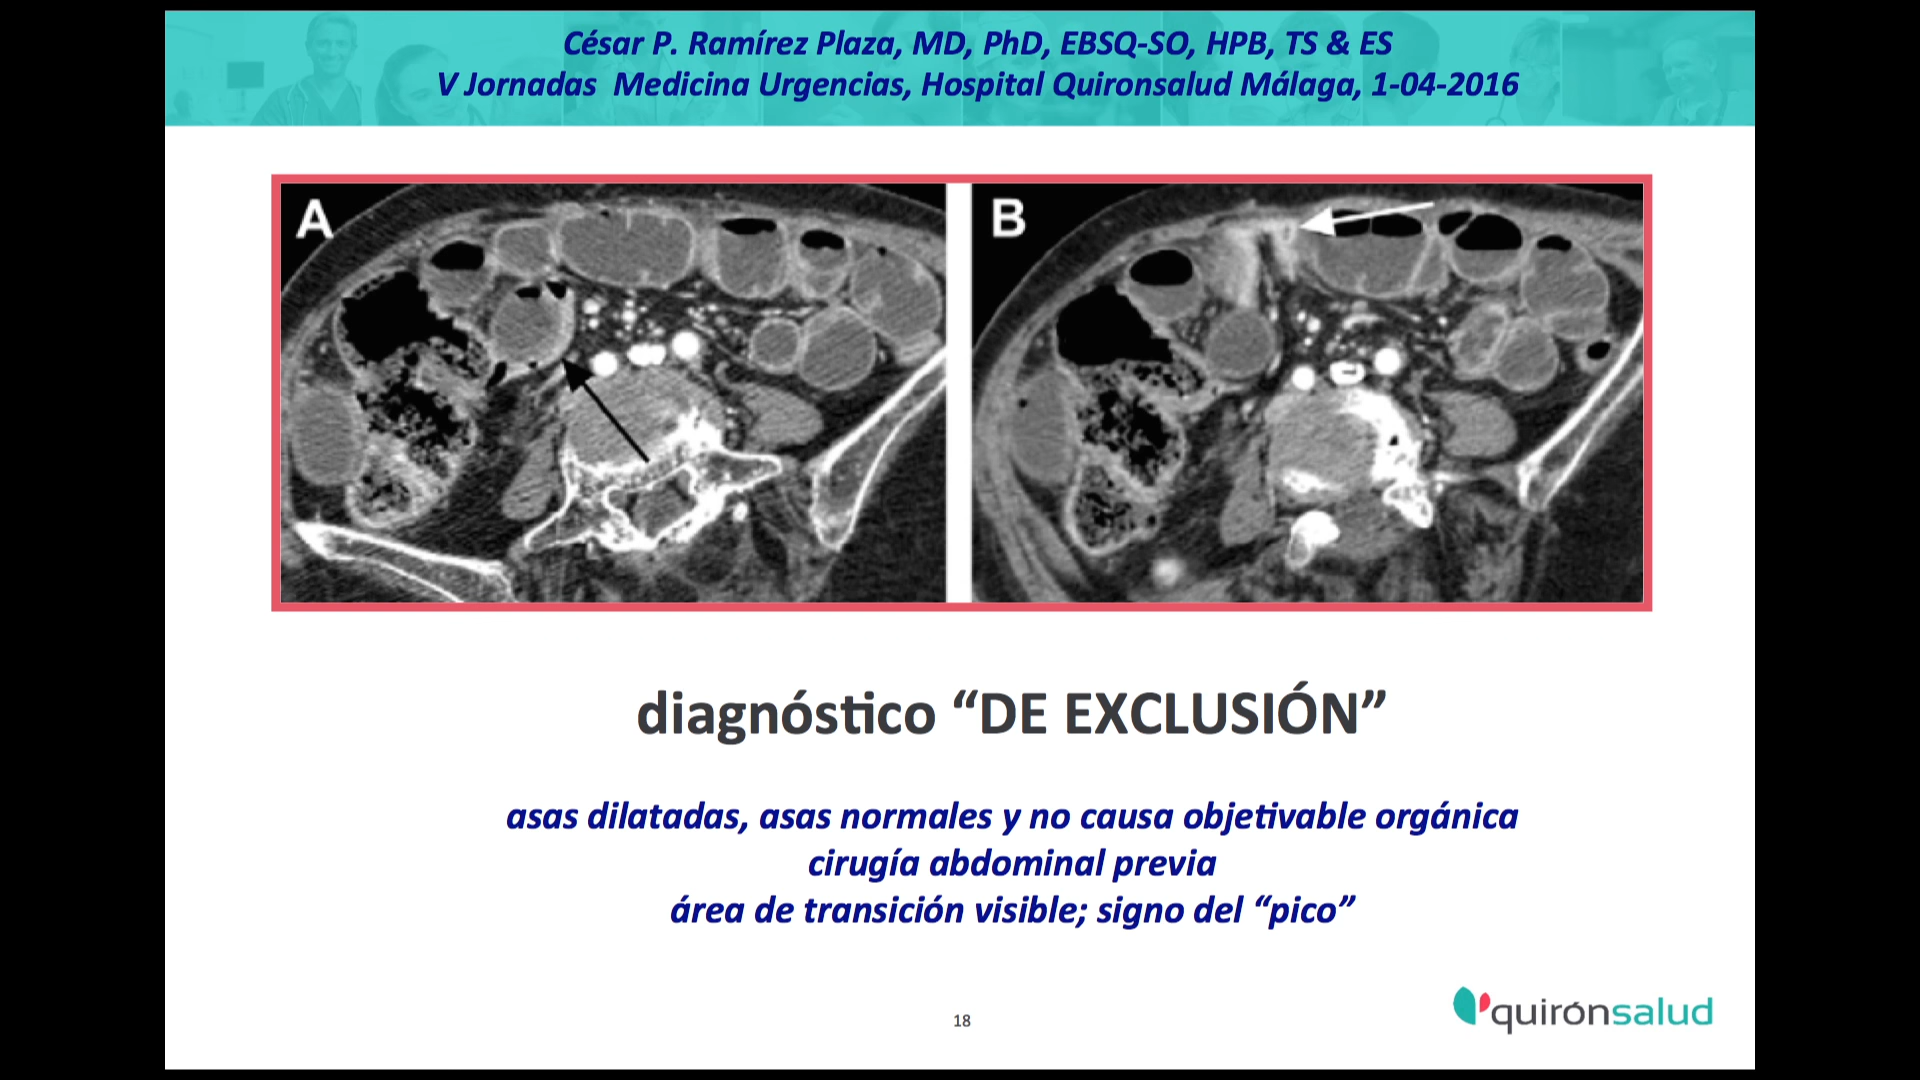 César P. Ramírez Plaza, MD, PhD, EBSQ-SO, HPB, TS & ES
V Jornadas  Medicina Urgencias, Hospital Quironsalud Málaga, 1-04-2016
A
B
diagnóstico “DE EXCLUSIÓN”
asas dilatadas, asas normales y no causa objetivable orgánica
cirugía abdominal previa
área de transición visible; signo del “pico”
18
quirónsalud